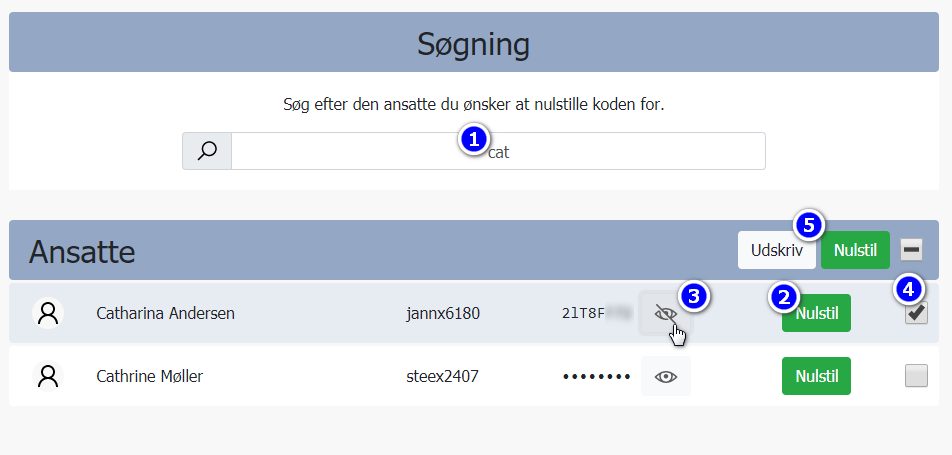 Søgning
Søg efter den ansatte du ønsker at nulstille koden for.
1
cat
5
Ansatte Udskriv Nulstil
3 2 4
Catharina Andersen jannx6180 2lT8F Nulstil
Cathrine Møller steex2407 •••••••• Nulstil